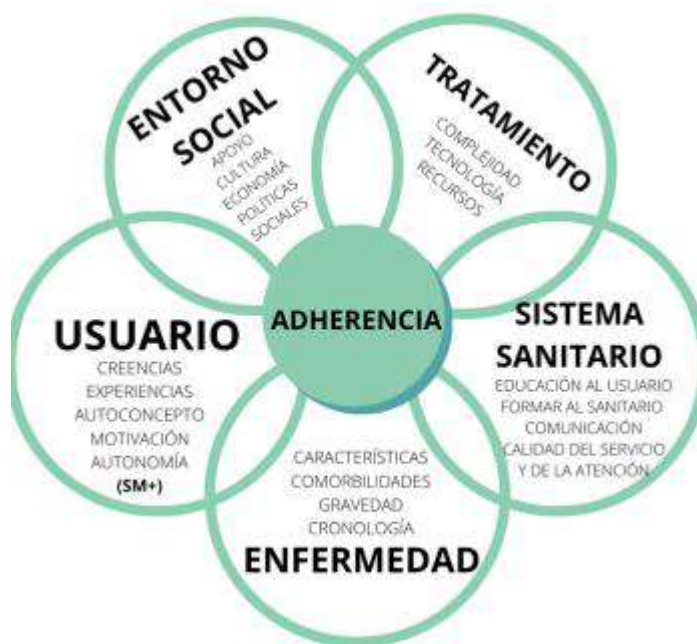 ENTORNO
SOCIAL
APOYO
CULTURA
ECONOMÍA
POLÍTICAS
SOCIALES
TRATAMIENTO
COMPLEJIDAD
TECNOLOGÍA
RECURSOS
USUARIO
CREENCIAS
EXPERIENCIAS
AUTOCONCEPTO
MOTIVACIÓN
AUTONOMÍA
(SM+)
ADHERENCIA
SISTEMA
SANITARIO
EDUCACIÓN AL USUARIO
FORMAR AL SANITARIO
COMUNICACIÓN
CALIDAD DEL SERVICIO
Y DE LA ATENCIÓN
CARACTERÍSTICAS
COMORBILIDADES
GRAVEDAD
CRONOLOGÍA
ENFERMEDAD